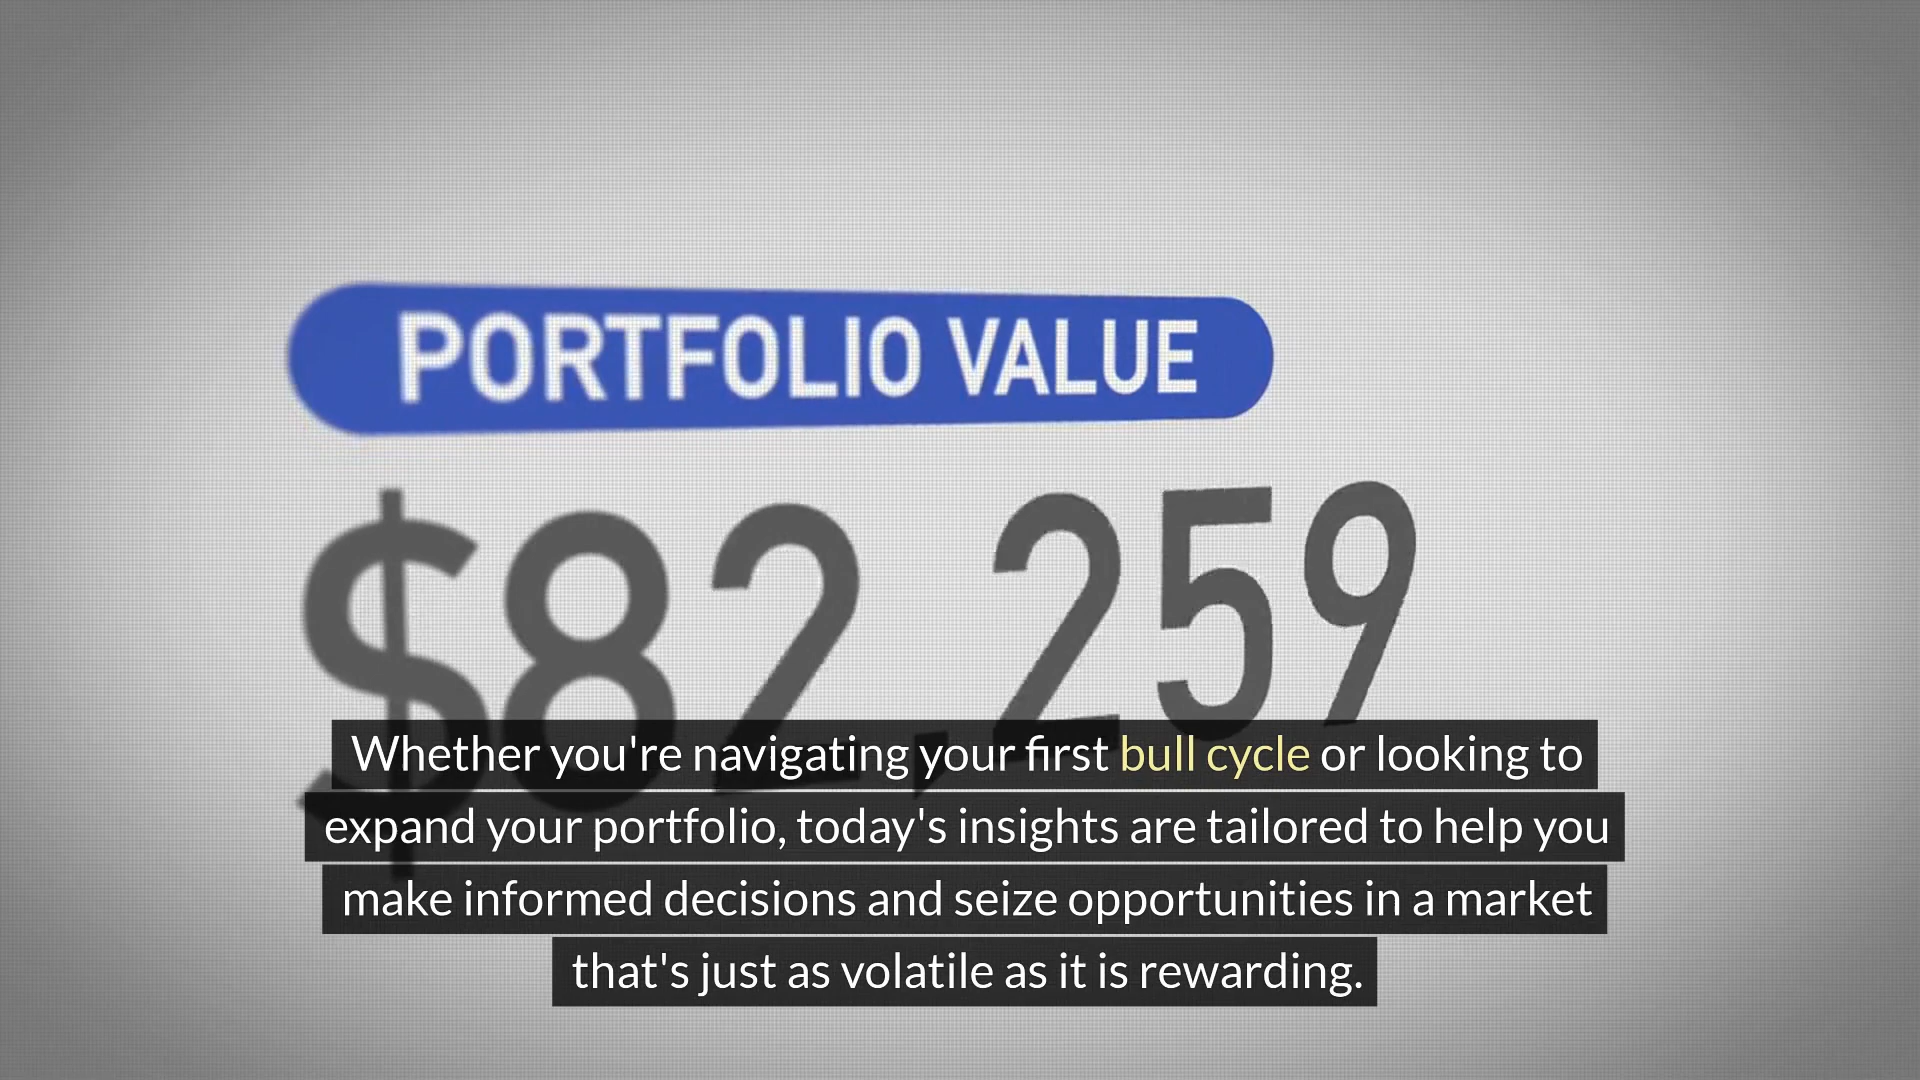 PORTFOLIO VALUE
$82,259
Whether you're navigating your first bull cycle or looking to
expand your portfolio, today's insights are tailored to help you
make informed decisions and seize opportunities in a market
that's just as volatile as it is rewarding.